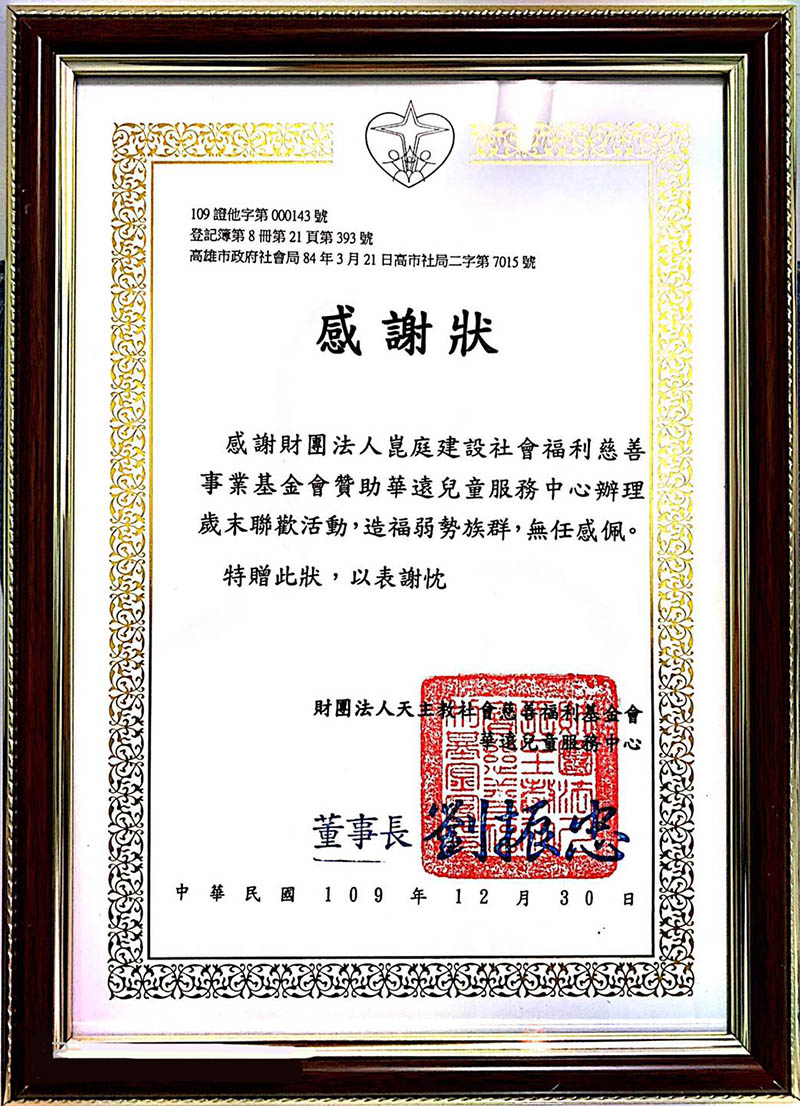 109 證他字第 000143 號
登記簿第 8 冊第 21 頁第 393 號
高雄市政府社會局 84 年 3 月 21 日高市社局二字第 7015 號
感謝狀
感謝財團法人崑庭建設社會福利慈善
事業基金會贊助華遠兒童服務中心辦理
歲末聯歡活動，造福弱勢族群，無任感佩。
特贈此狀，以表謝忱
財團法人天主教社會慈善福利基金會
華遠兒童服務中心
董事長 劉振忠
中華民國 109 年 12 月 30 日